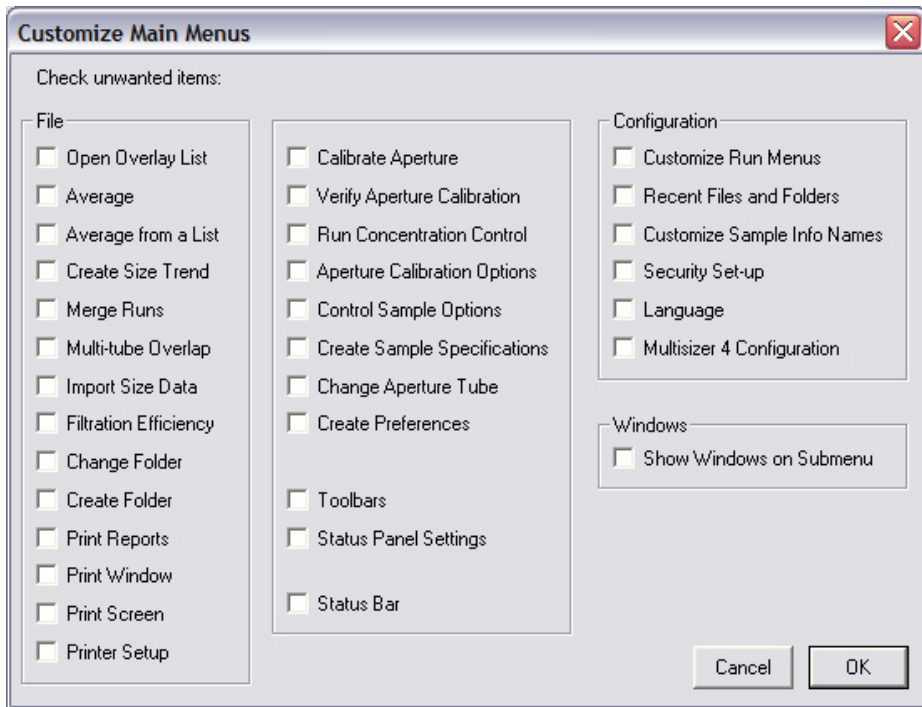 Customize Main Menus
Check unwanted items:
File
Open Overlay List
Average
Average from a List
Create Size Trend
Merge Runs
Multi-tube Overlap
Import Size Data
Filtration Efficiency
Change Folder
Create Folder
Print Reports
Print Window
Print Screen
Printer Setup
Calibrate Aperture
Verify Aperture Calibration
Run Concentration Control
Aperture Calibration Options
Control Sample Options
Create Sample Specifications
Change Aperture Tube
Create Preferences
Toolbars
Status Panel Settings
Status Bar
Configuration
Customize Run Menus
Recent Files and Folders
Customize Sample Info Names
Security Set-up
Language
Multisizer 4 Configuration
Windows
Show Windows on Submenu
Cancel
OK